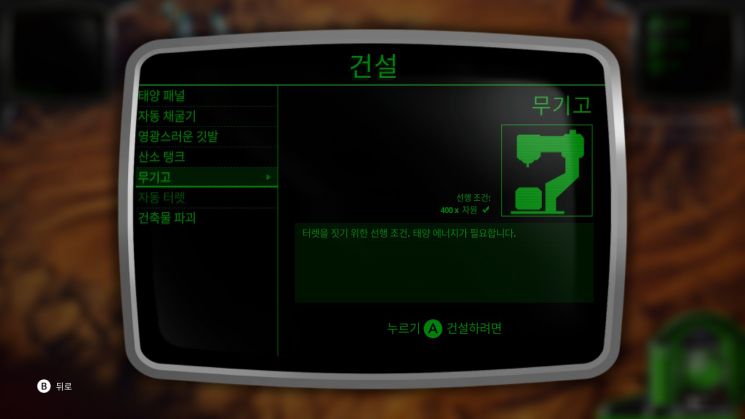 건설
태양 패널
자동 채굴기
영광스러운 깃발
산소 탱크
무기고
자동 터렛
건축물 파괴
무기고
선행 조건:
400 x 자원
터렛을 짓기 위한 선행 조건. 태양 에너지가 필요합니다.
누르기 A 건설하려면
B 뒤로